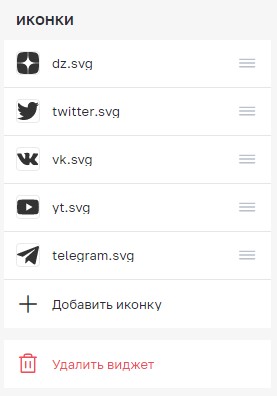 ИКОНКИ
dz.svg
twitter.svg
vk.svg
yt.svg
telegram.svg
Добавить иконку
Удалить виджет